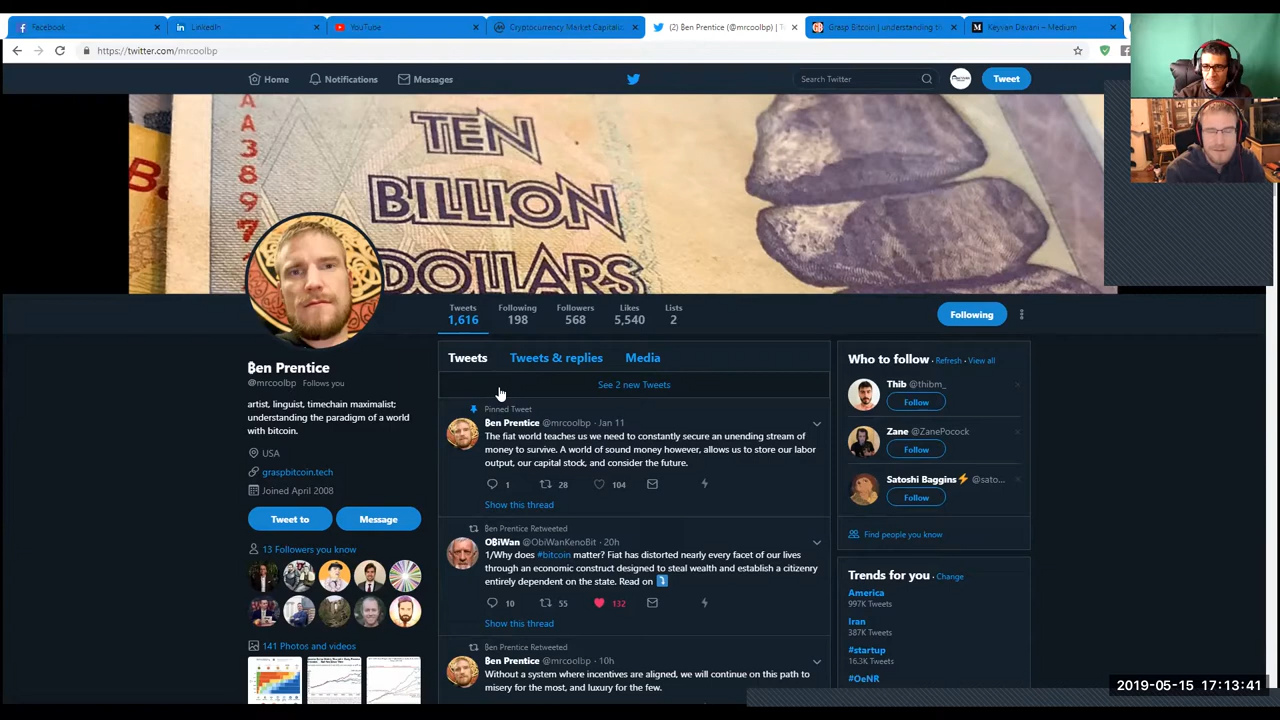 Facebook
LinkedIn
YouTube
Cryptocurrency Market Capitaliz
(2) ₿en Prentice (@mrcoolbp) | T
Grasp Bitcoin | understanding th
Keyvan Davani – Medium
https://twitter.com/mrcoolbp
Home
Notifications
Messages
Search Twitter
Tweet
TEN
BILLION
DOLLARS
A
A
3
8
9
7
Tweets
1,616
Following
198
Followers
568
Likes
5,540
Lists
2
Following
₿en Prentice
@mrcoolbp Follows you
artist, linguist, timechain maximalist;
understanding the paradigm of a world
with bitcoin.
USA
graspbitcoin.tech
Joined April 2008
Tweet to
Message
13 Followers you know
141 Photos and videos
Tweets
Tweets & replies
Media
See 2 new Tweets
Pinned Tweet
₿en Prentice @mrcoolbp · Jan 11
The fiat world teaches us we need to constantly secure an unending stream of
money to survive. A world of sound money however, allows us to store our labor
output, our capital stock, and consider the future.
1
28
104
Show this thread
₿en Prentice Retweeted
O₿iWan @ObiWanKenoBit · 20h
1/Why does #bitcoin matter? Fiat has distorted nearly every facet of our lives
through an economic construct designed to steal wealth and establish a citizenry
entirely dependent on the state. Read on
10
55
132
Show this thread
₿en Prentice Retweeted
₿en Prentice @mrcoolbp · 10h
Without a system where incentives are aligned, we will continue on this path to
misery for the most, and luxury for the few.
Who to follow · Refresh · View all
Thib @thibm_
Follow
Zane @ZanePocock
Follow
Satoshi Baggins⚡ @sato...
Follow
Find people you know
Trends for you · Change
America
997K Tweets
Iran
387K Tweets
#startup
16.3K Tweets
#OeNR
2019-05-15 17:13:41